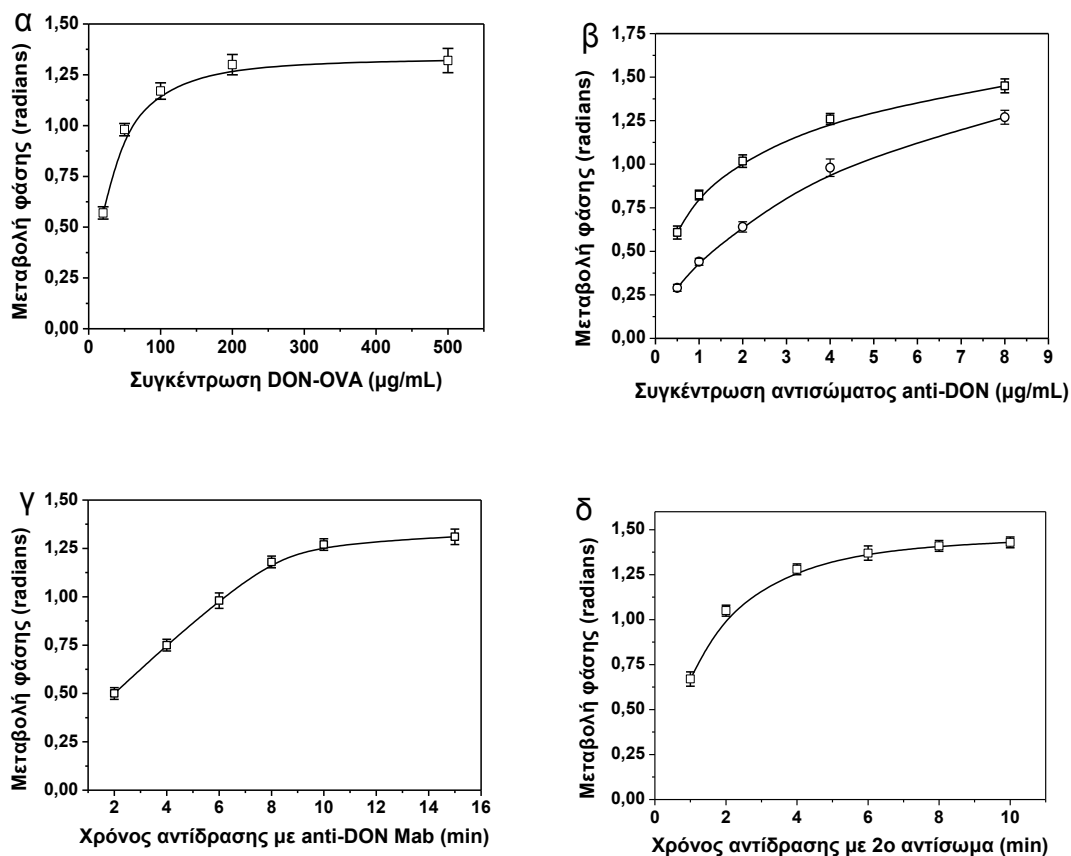 α
1,50
1,25
1,00
0,75
0,50
0,25
0,00
0 100 200 300 400 500
Μεταβολή φάσης (radians)
Συγκέντρωση DON-OVA (µg/mL)
β
1,75
1,50
1,25
1,00
0,75
0,50
0,25
0,00
0 1 2 3 4 5 6 7 8 9
Μεταβολή φάσης (radians)
Συγκέντρωση αντισώματος anti-DON (µg/mL)
γ
1,50
1,25
1,00
0,75
0,50
0,25
0,00
2 4 6 8 10 12 14 16
Μεταβολή φάσης (radians)
Χρόνος αντίδρασης με anti-DON Mab (min)
δ
1,50
1,25
1,00
0,75
0,50
0,25
0,00
0 2 4 6 8 10
Μεταβολή φάσης (radians)
Χρόνος αντίδρασης με 2ο αντίσωμα (min)